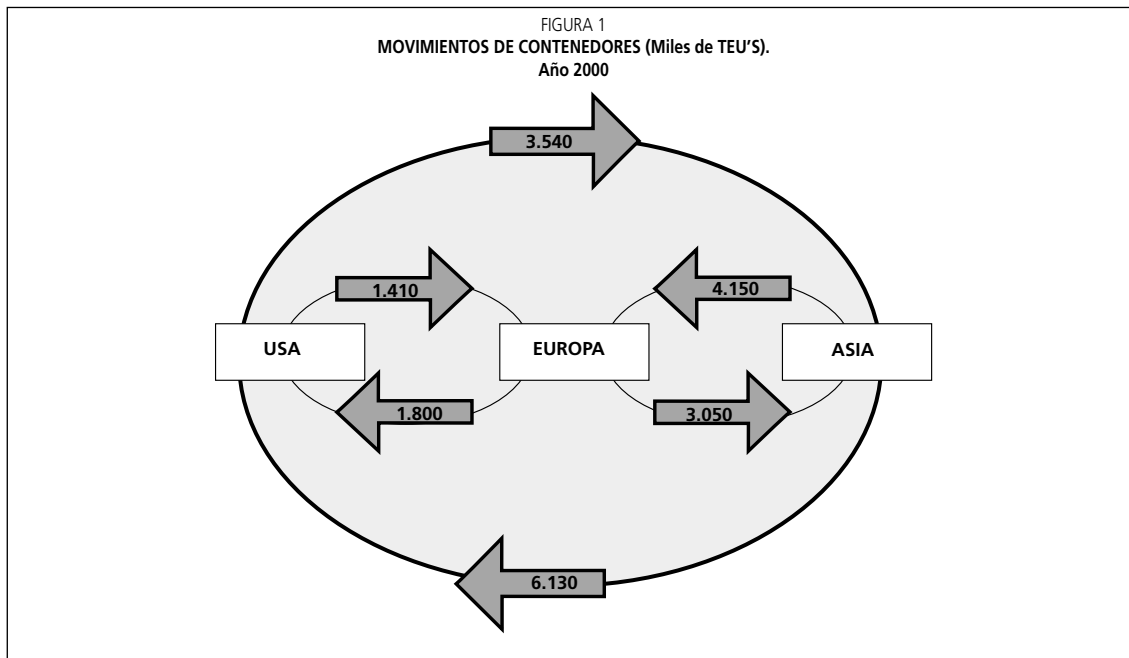 FIGURA 1
MOVIMIENTOS DE CONTENEDORES (Miles de TEU'S).
Año 2000
3.540
1.410
4.150
USA
EUROPA
ASIA
1.800
3.050
6.130